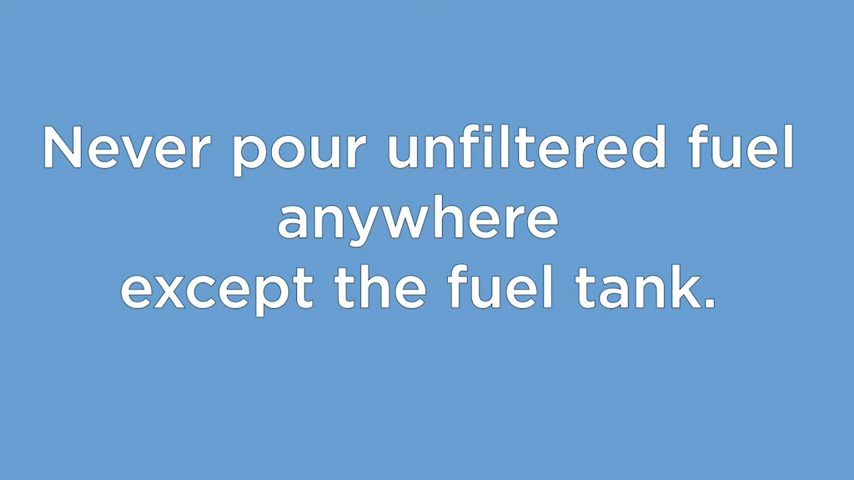 Never pour unfiltered fuel
anywhere
except the fuel tank.